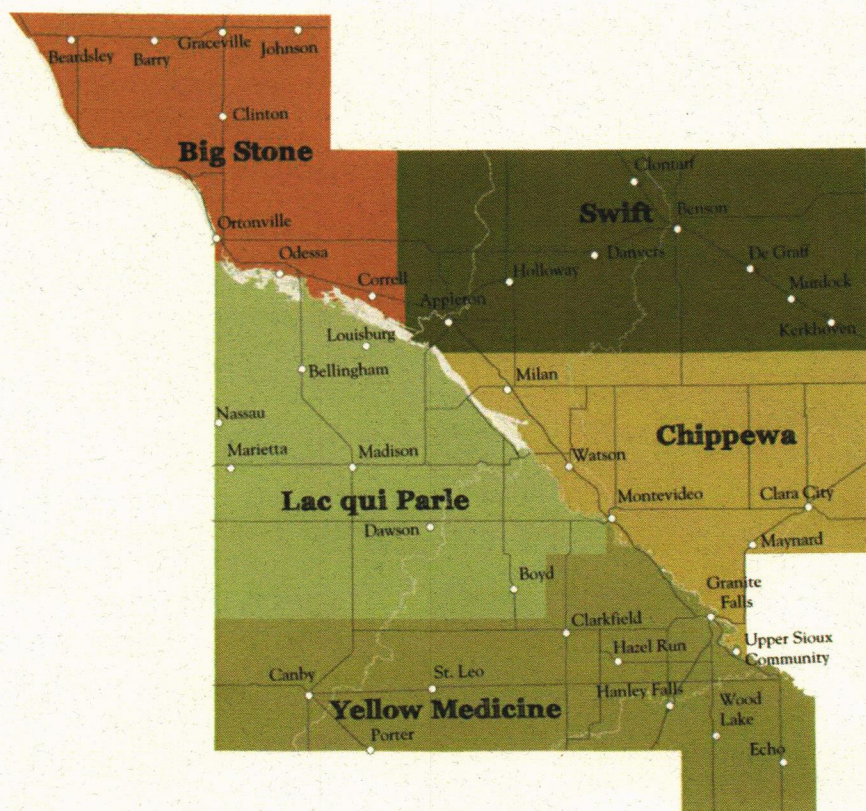 Graceville
Johnson
Beardsley
Barry
Clinton
Big Stone
Ortonville
Odessa
Correll
Clontarf
Swift
Benson
Danvers
De Graff
Holloway
Murdock
Appleton
Kerkhoven
Louisburg
Bellingham
Milan
Nassau
Marietta
Madison
Watson
Chippewa
Lac qui Parle
Montevideo
Clara City
Dawson
Maynard
Boyd
Granite
Falls
Clarkfield
Hazel Run
Upper Sioux
Community
Canby
St. Leo
Hanley Falls
Wood
Lake
Yellow Medicine
Porter
Echo